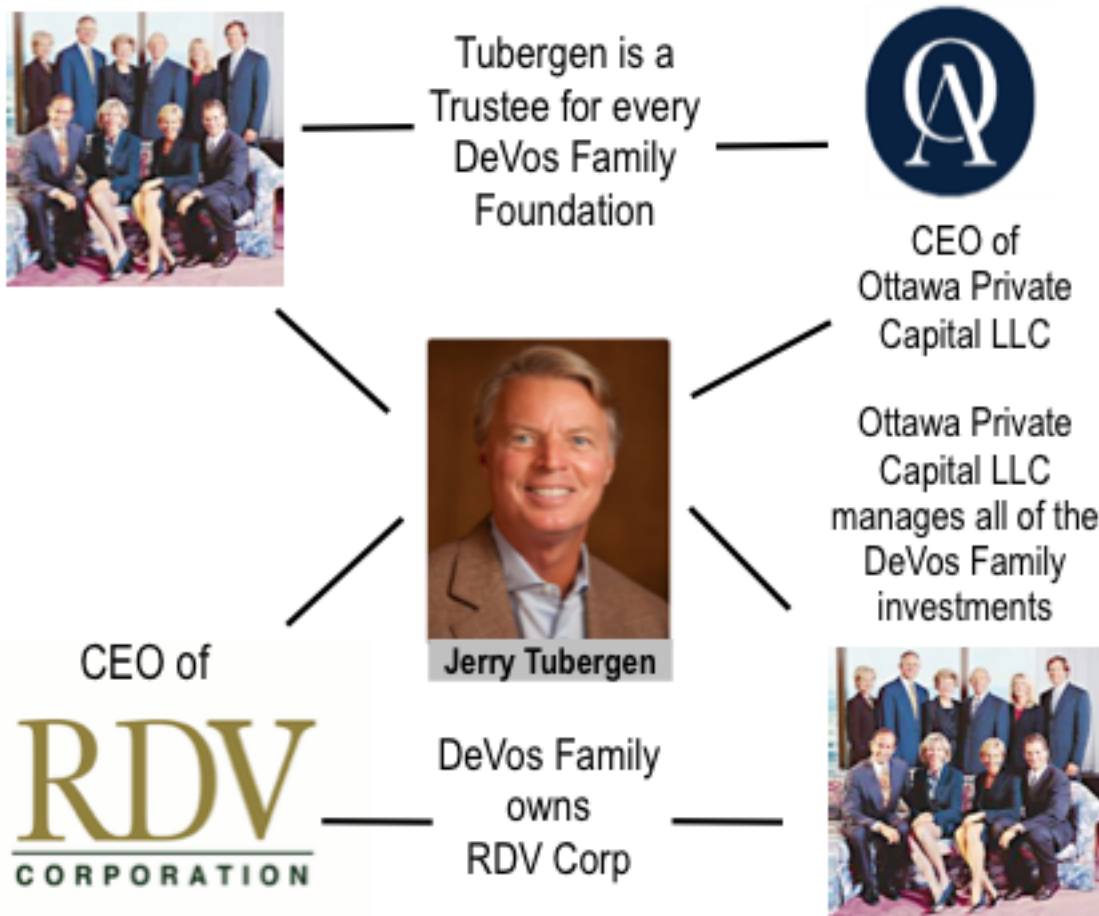 Tubergen is a
Trustee for every
DeVos Family
Foundation
OA
CEO of
Ottawa Private
Capital LLC
Ottawa Private
Capital LLC
manages all of the
DeVos Family
investments
Jerry Tubergen
CEO of
RDV
CORPORATION
DeVos Family
owns
RDV Corp